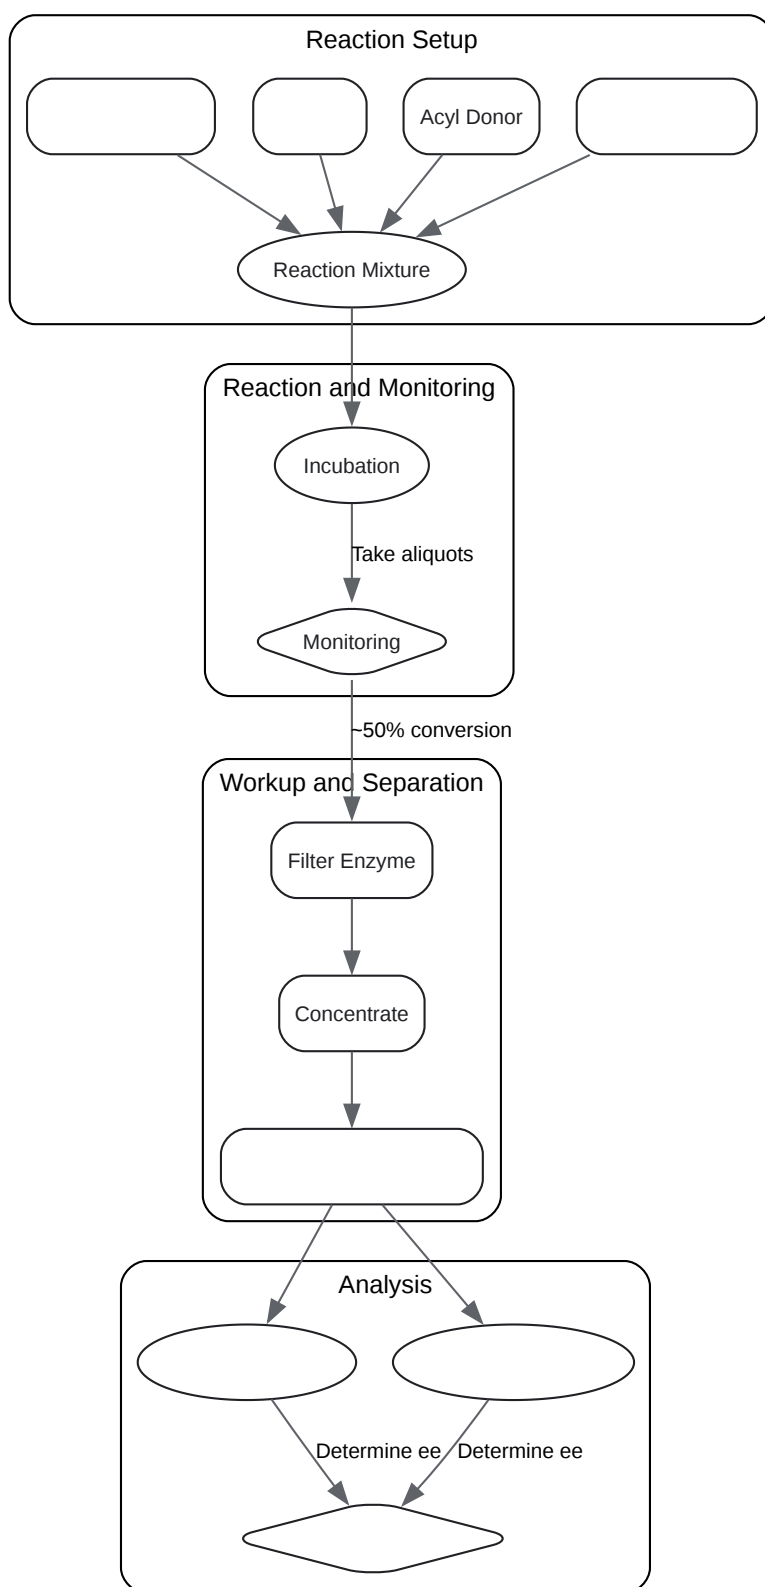 Reaction Setup
Acyl Donor
Reaction Mixture
Reaction and Monitoring
Incubation
Take aliquots
Monitoring
~50% conversion
Workup and Separation
Filter Enzyme
Concentrate
Analysis
Determine ee
Determine ee